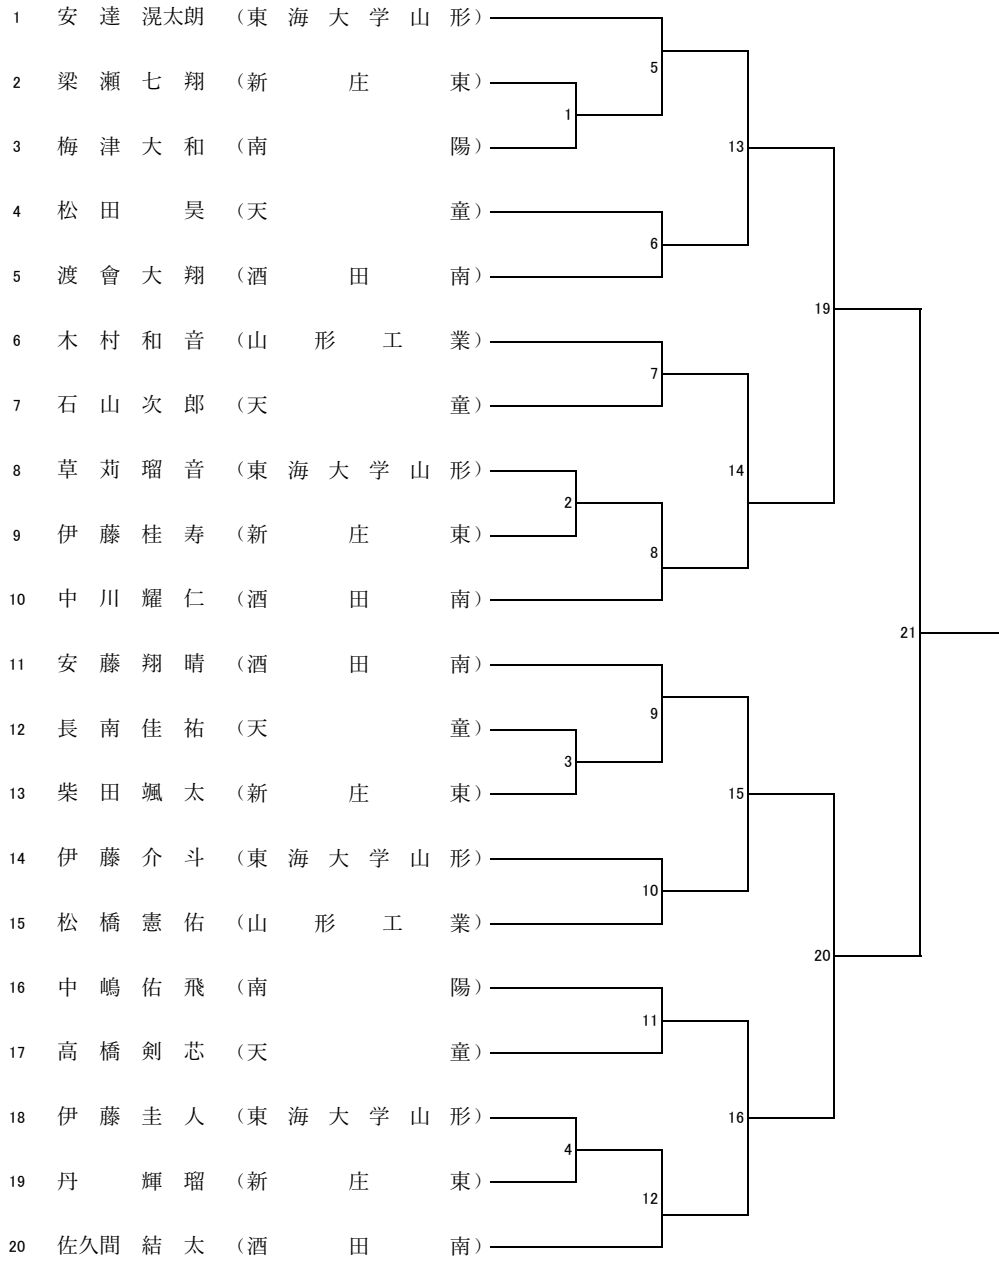 1 安達滉太朗（東海大学山形）
5
2 梁瀬七翔（新庄東）
1
3 梅津大和（南陽）
13
4 松田昊（天童）
6
5 渡會大翔（酒田南）
19
6 木村和音（山形工業）
7
7 石山次郎（天童）
8 草苅瑠音（東海大学山形）
14
2
9 伊藤桂寿（新庄東）
8
10 中川耀仁（酒田南）
21
11 安藤翔晴（酒田南）
9
12 長南佳祐（天童）
3
13 柴田颯太（新庄東）
15
14 伊藤介斗（東海大学山形）
10
15 松橋憲佑（山形工業）
20
16 中嶋佑飛（南陽）
11
17 高橋剣芯（天童）
18 伊藤圭人（東海大学山形）
16
4
19 丹輝瑠（新庄東）
12
20 佐久間結太（酒田南）